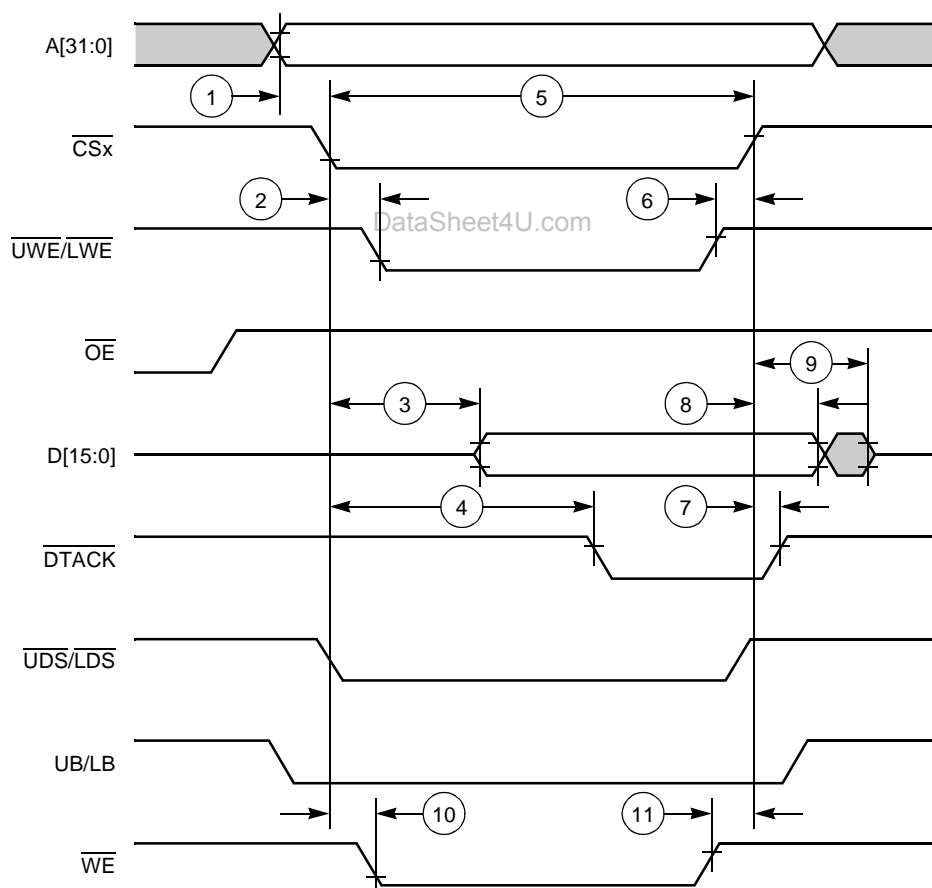 A[31:0]
1
5
CSx
2
6
DataSheet4U.com
UWE/LWE
OE
9
3
8
D[15:0]
4
7
DTACK
UDS/LDS
UB/LB
10
11
WE